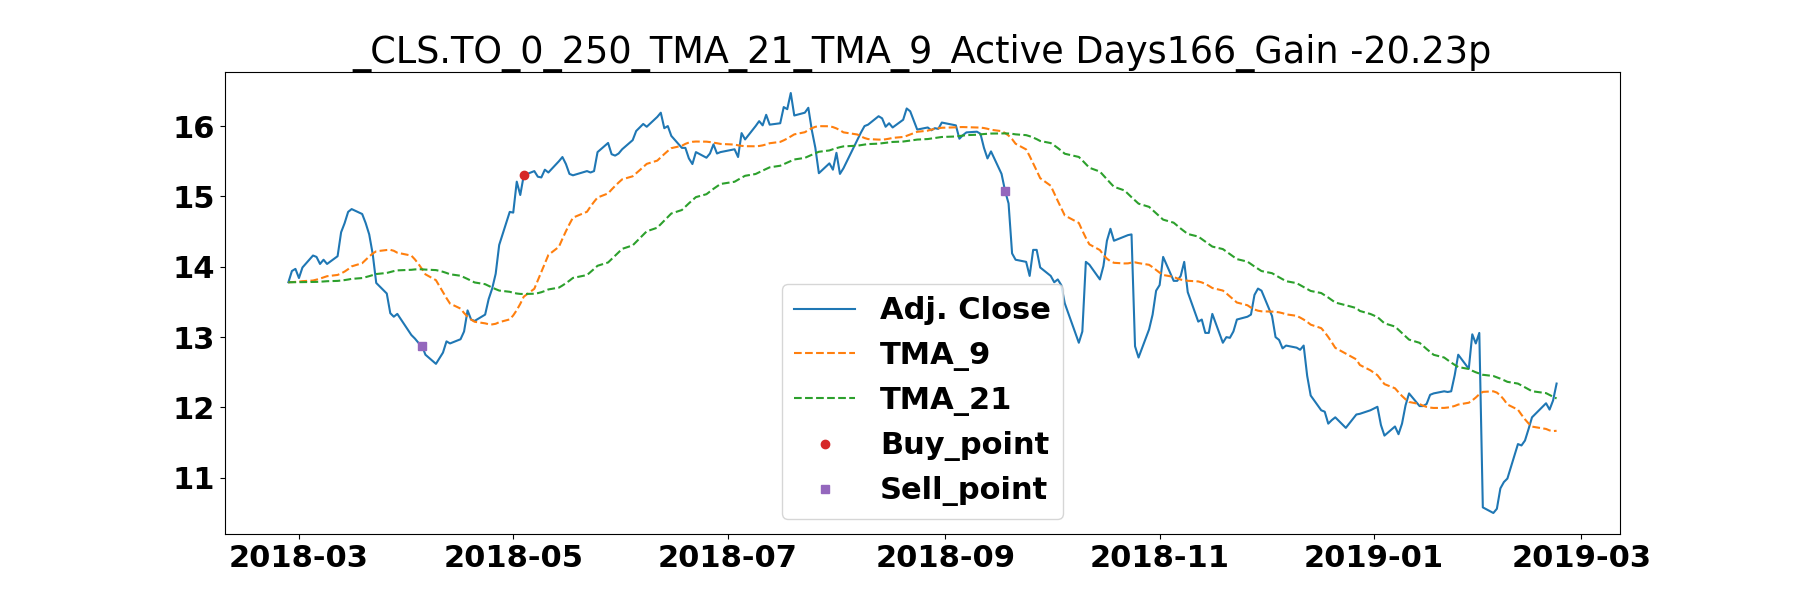 _CLS.TO_0_250_TMA_21_TMA_9_Active Days166_Gain -20.23p
16
15
14
13
12
11
Adj. Close
TMA_9
TMA_21
Buy_point
Sell_point
2018-03 2018-05 2018-07 2018-09 2018-11 2019-01 2019-03